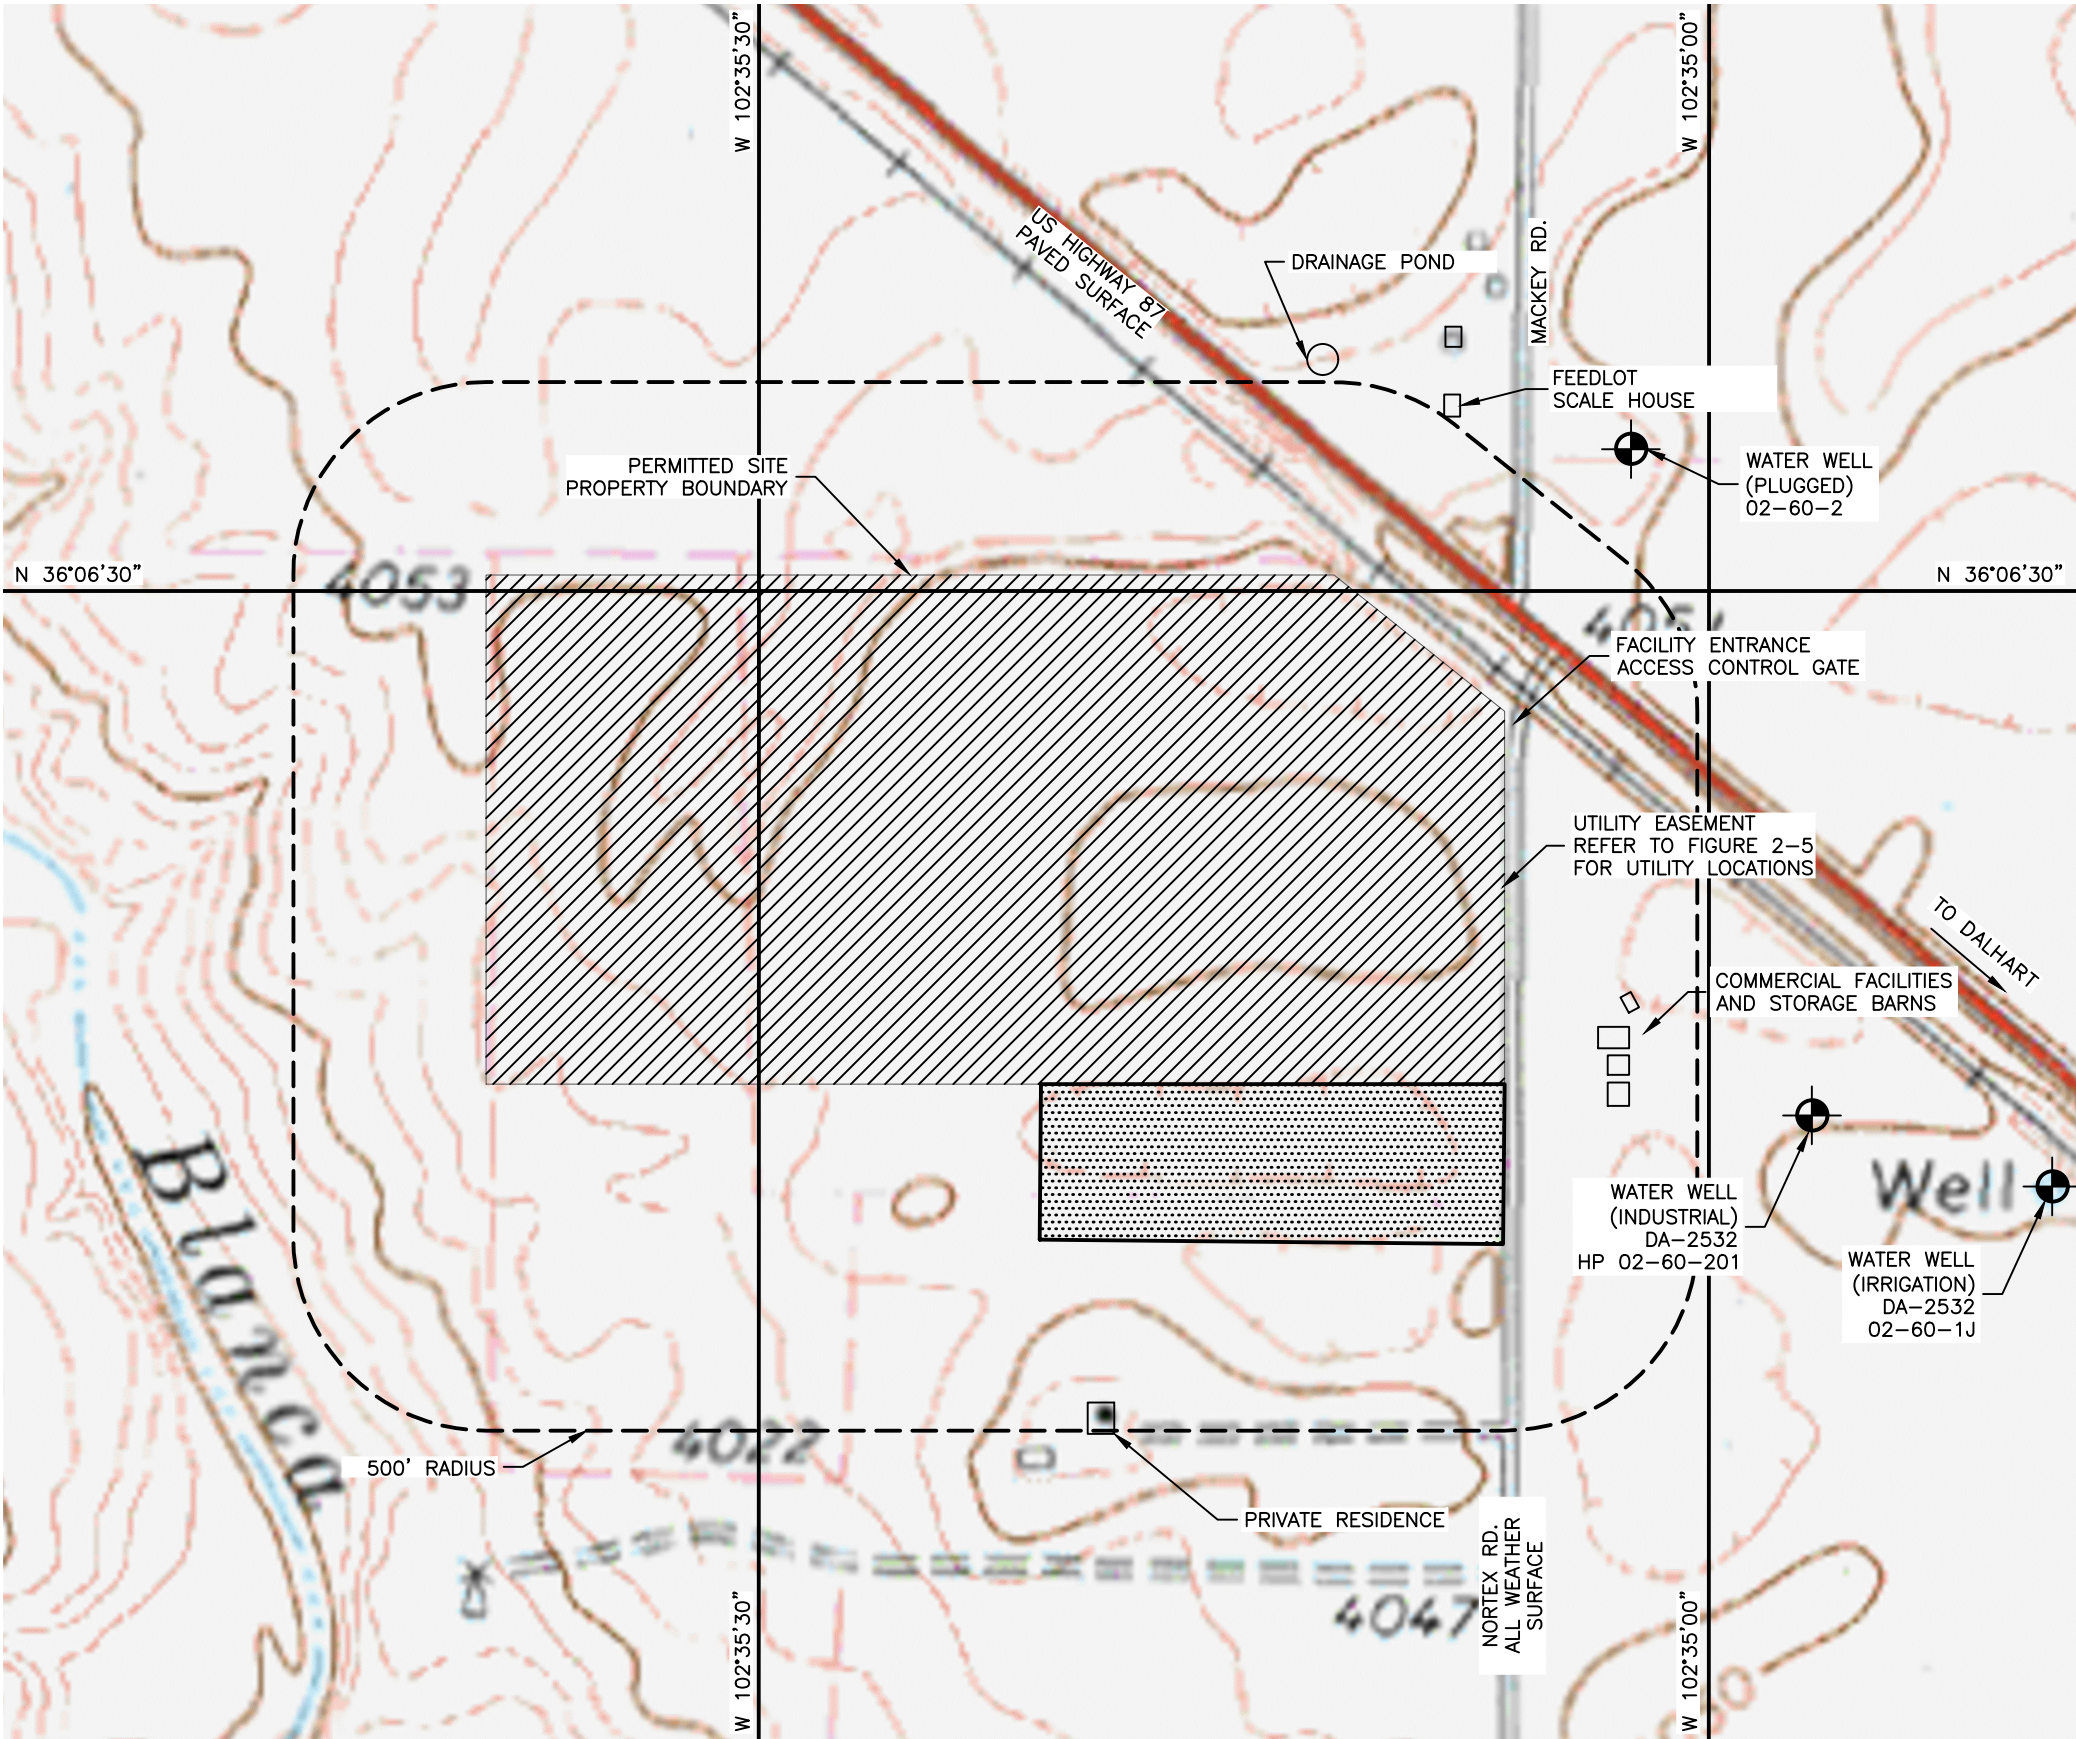 W 102°35'30"
W 102°35'00"
US HIGHWAY 87
PAVED SURFACE
DRAINAGE POND
MACKEY RD.
FEEDLOT
SCALE HOUSE
PERMITTED SITE
PROPERTY BOUNDARY
WATER WELL
(PLUGGED)
02-60-2
N 36°06'30"
4053
N 36°06'30"
4051
FACILITY ENTRANCE
ACCESS CONTROL GATE
UTILITY EASEMENT
REFER TO FIGURE 2-5
FOR UTILITY LOCATIONS
TO DALHART
COMMERCIAL FACILITIES
AND STORAGE BARNS
Blanca
Well
WATER WELL
(INDUSTRIAL)
DA-2532
HP 02-60-201
WATER WELL
(IRRIGATION)
DA-2532
02-60-1J
4022
500' RADIUS
PRIVATE RESIDENCE
4047
NORTEX RD.
ALL WEATHER
SURFACE
W 102°35'30"
W 102°35'00"